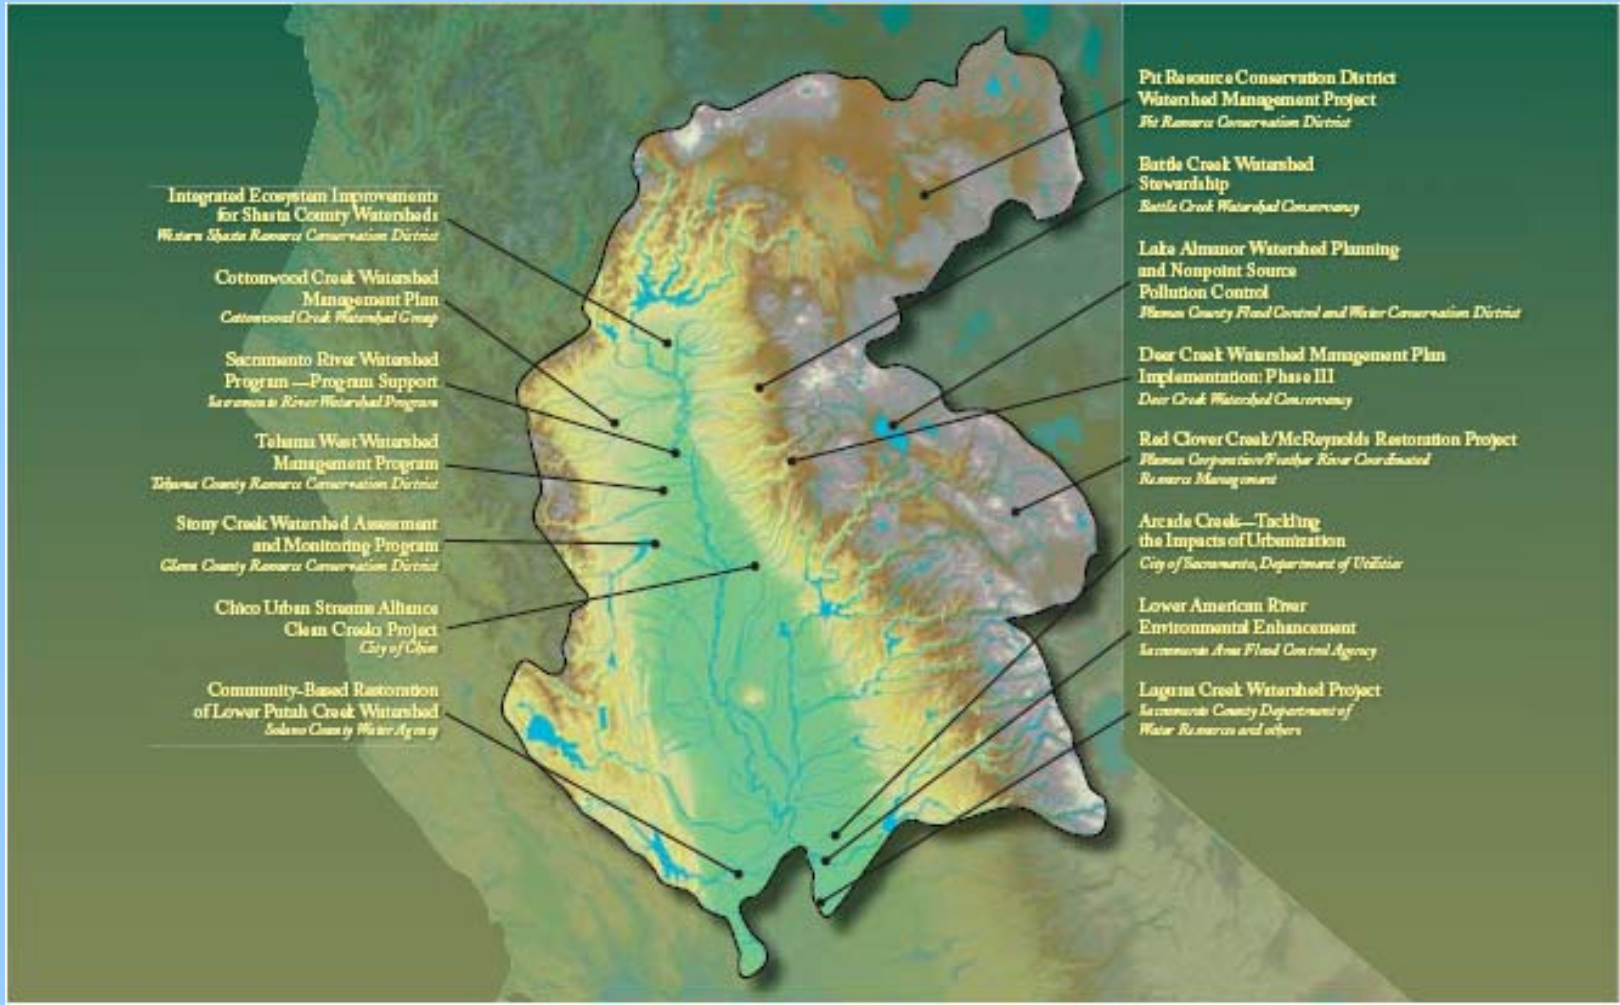 Integrated Ecosystem Improvements
for Shasta County Watersheds
Western Shasta Resource Conservation District
Cottonwood Creek Watershed
Management Plan
Cottonwood Creek Watershed Group
Sacramento River Watershed
Program—Program Support
Sacramento River Watershed Program
Tehama West Watershed
Management Program
Tehama County Resource Conservation District
Stony Creek Watershed Assessment
and Monitoring Program
Glenn County Resource Conservation District
Chico Urban Streams Alliance
Clean Creeks Project
City of Chico
Community-Based Restoration
of Lower Putah Creek Watershed
Solano County Water Agency
Pit Resource Conservation District
Watershed Management Project
Pit Resource Conservation District
Battle Creek Watershed
Stewardship
Battle Creek Watershed Conservancy
Lake Almanor Watershed Planning
and Nonpoint Source
Pollution Control
Plumas County Flood Control and Water Conservation District
Deer Creek Watershed Management Plan
Implementation: Phase III
Deer Creek Watershed Conservancy
Red Clover Creek/McReynolds Restoration Project
Plumas Corporation/Feather River Coordinated
Resource Management
Arcade Creek—Tackling
the Impacts of Urbanization
City of Sacramento, Department of Utilities
Lower American River
Environmental Enhancement
Sacramento Area Flood Control Agency
Laguna Creek Watershed Project
Sacramento County Department of
Water Resources and others